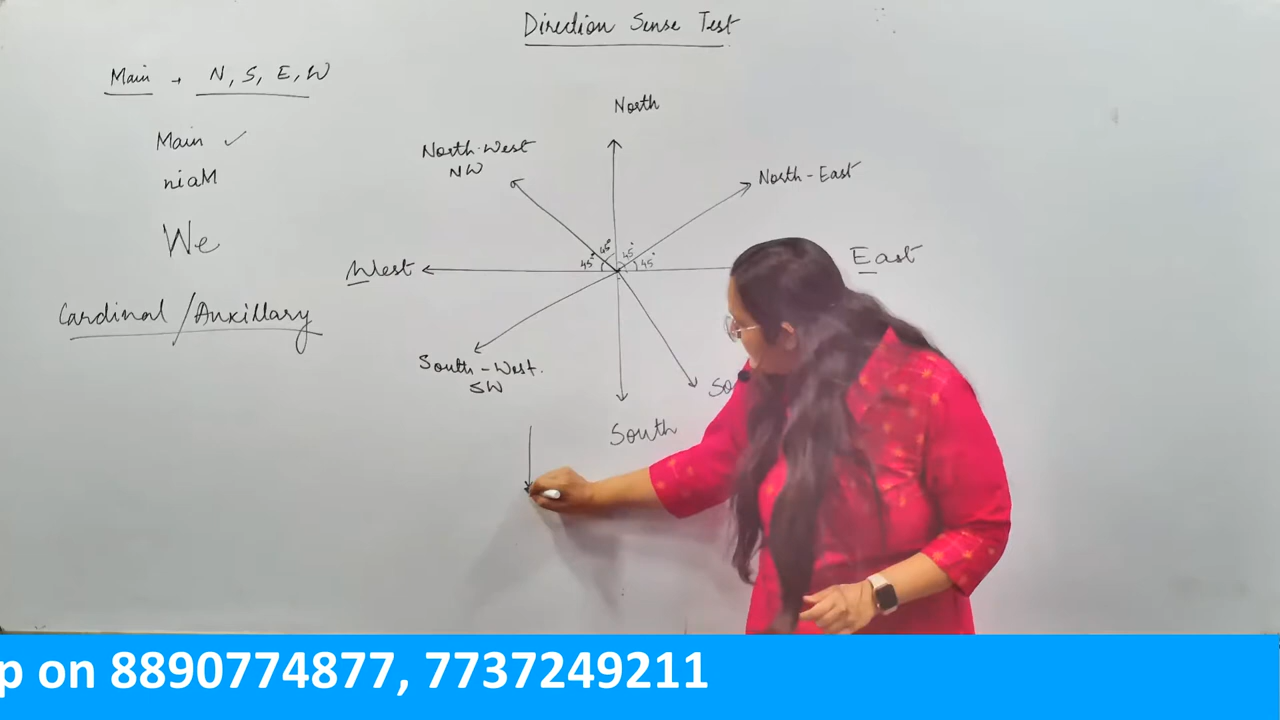 Direction Sense Test
Main → N, S, E, W
Main ✓
niaM
We
Cardinal / Auxillary
North
North-West
NW
North-East
45° 45° 45° 45°
West
East
South-West.
SW
So
South
p on 8890774877, 7737249211